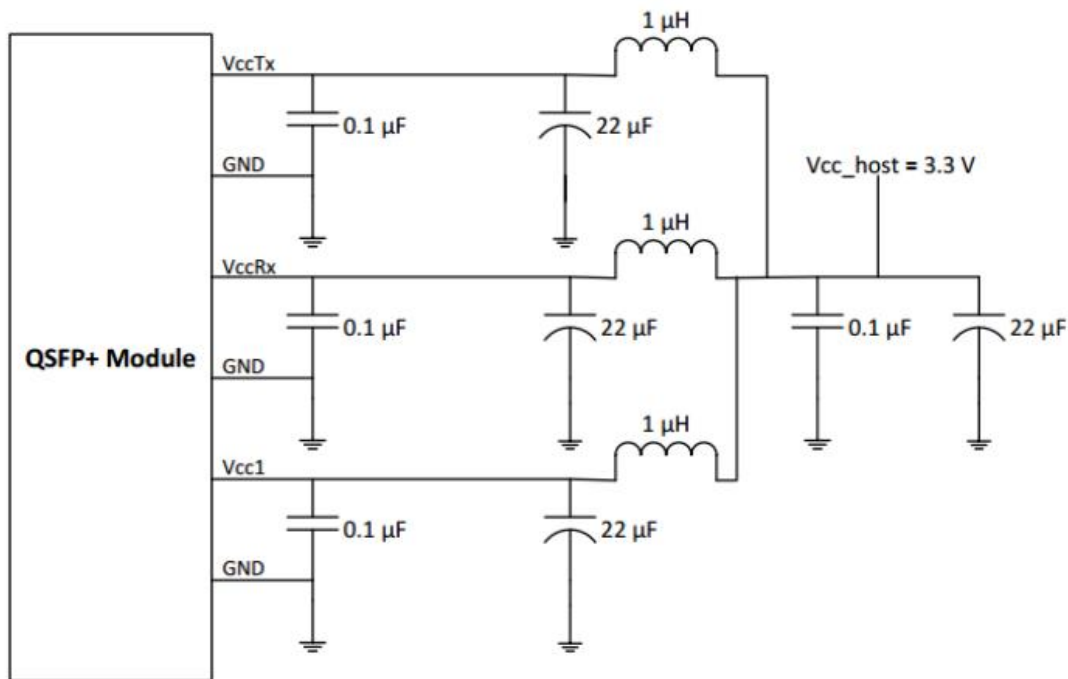 1 µH
VccTx
0.1 µF
22 µF
GND
Vcc_host = 3.3 V
1 µH
VccRx
0.1 µF
22 µF
0.1 µF
22 µF
QSFP+ Module
GND
1 µH
Vcc1
0.1 µF
22 µF
GND